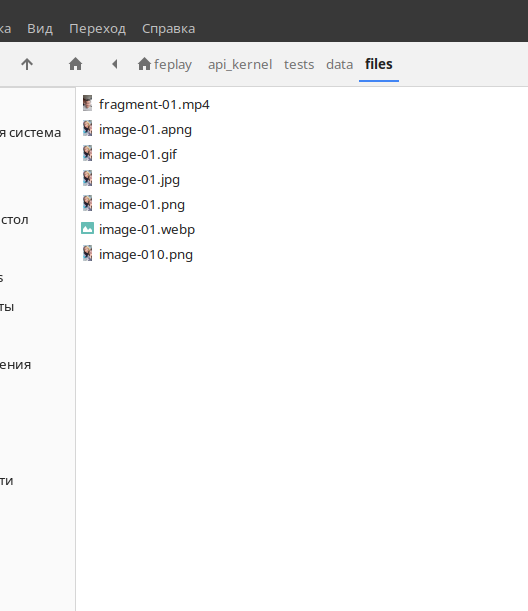 ка Вид Переход Справка
feplay api_kernel tests data files
я система
стол
s
ты
ения
ти
fragment-01.mp4
image-01.apng
image-01.gif
image-01.jpg
image-01.png
image-01.webp
image-010.png